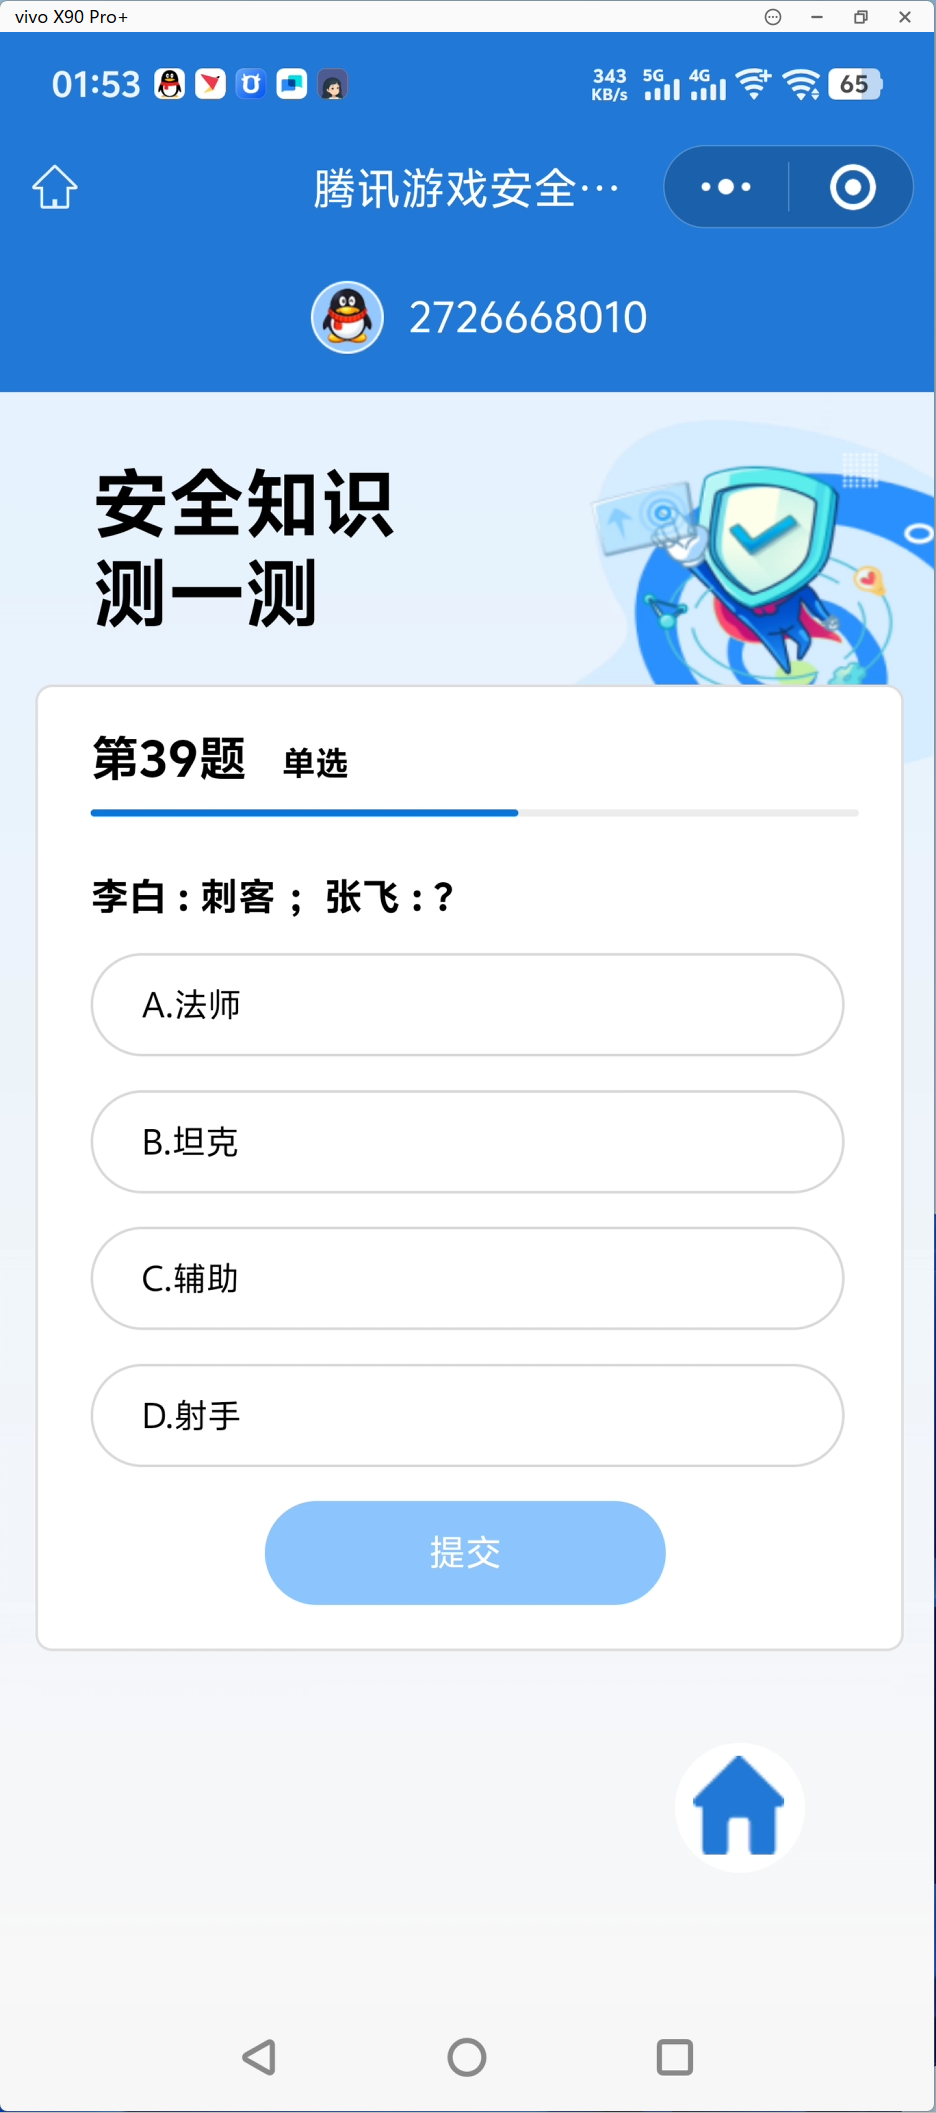 vivo X90 Pro+
01:53 343 KB/s 5G 4G 65
腾讯游戏安全···
2726668010
安全知识
测一测
第39题 单选
李白：刺客； 张飞：？
A.法师
B.坦克
C.辅助
D.射手
提交